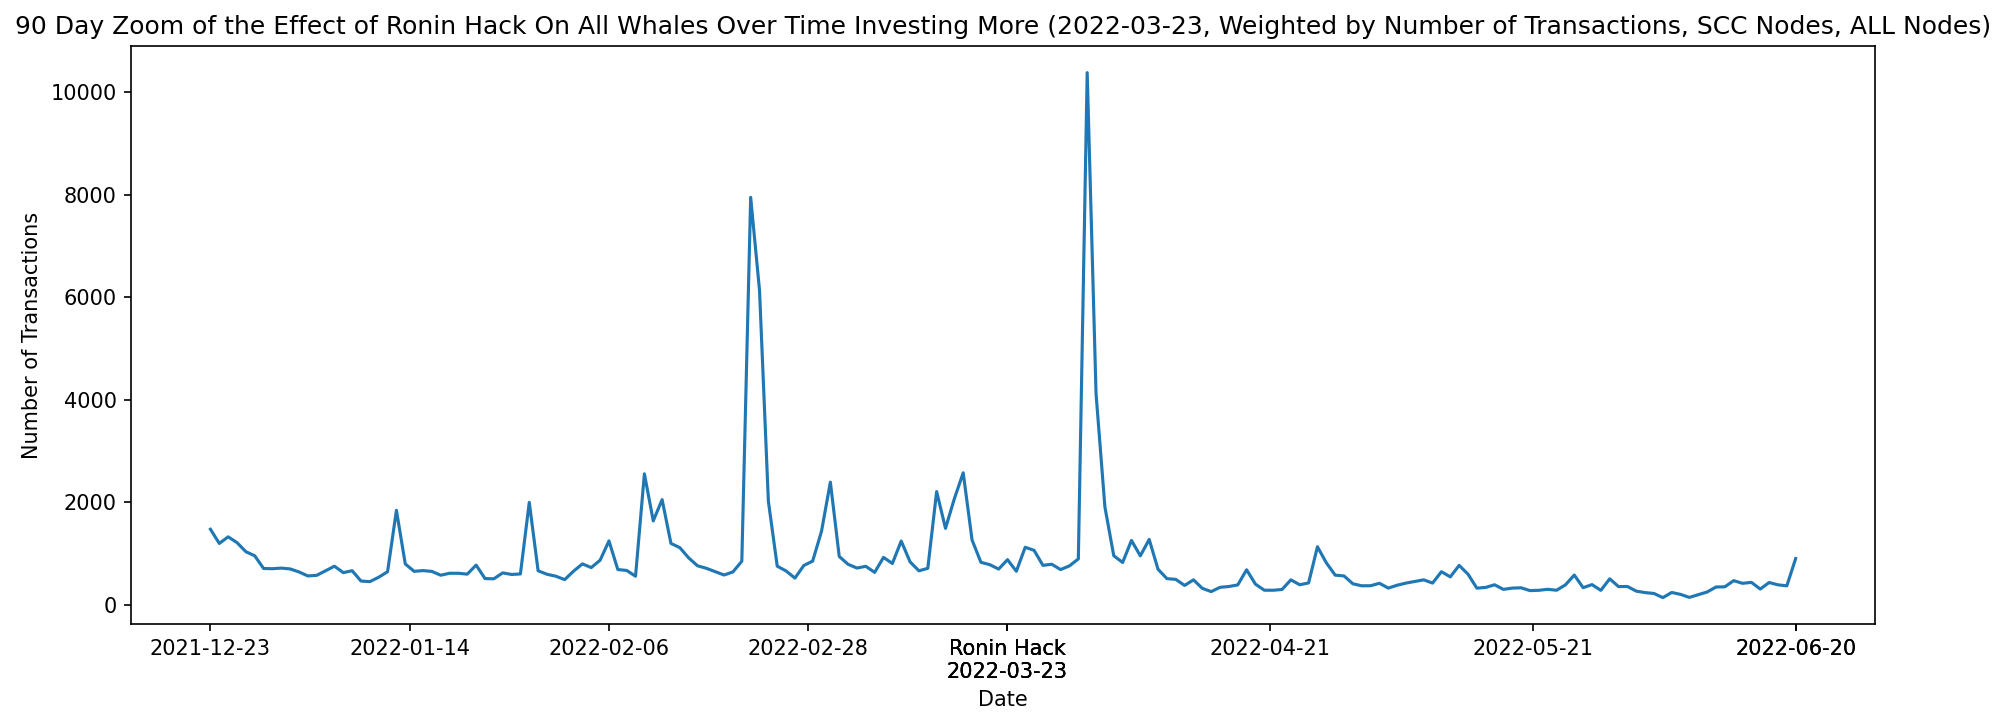 90 Day Zoom of the Effect of Ronin Hack On All Whales Over Time Investing More (2022-03-23, Weighted by Number of Transactions, SCC Nodes, ALL Nodes)
Number of Transactions
10000
8000
6000
4000
2000
0
2021-12-23 2022-01-14 2022-02-06 2022-02-28 Ronin Hack 2022-04-21 2022-05-21 2022-06-20
2022-03-23
Date